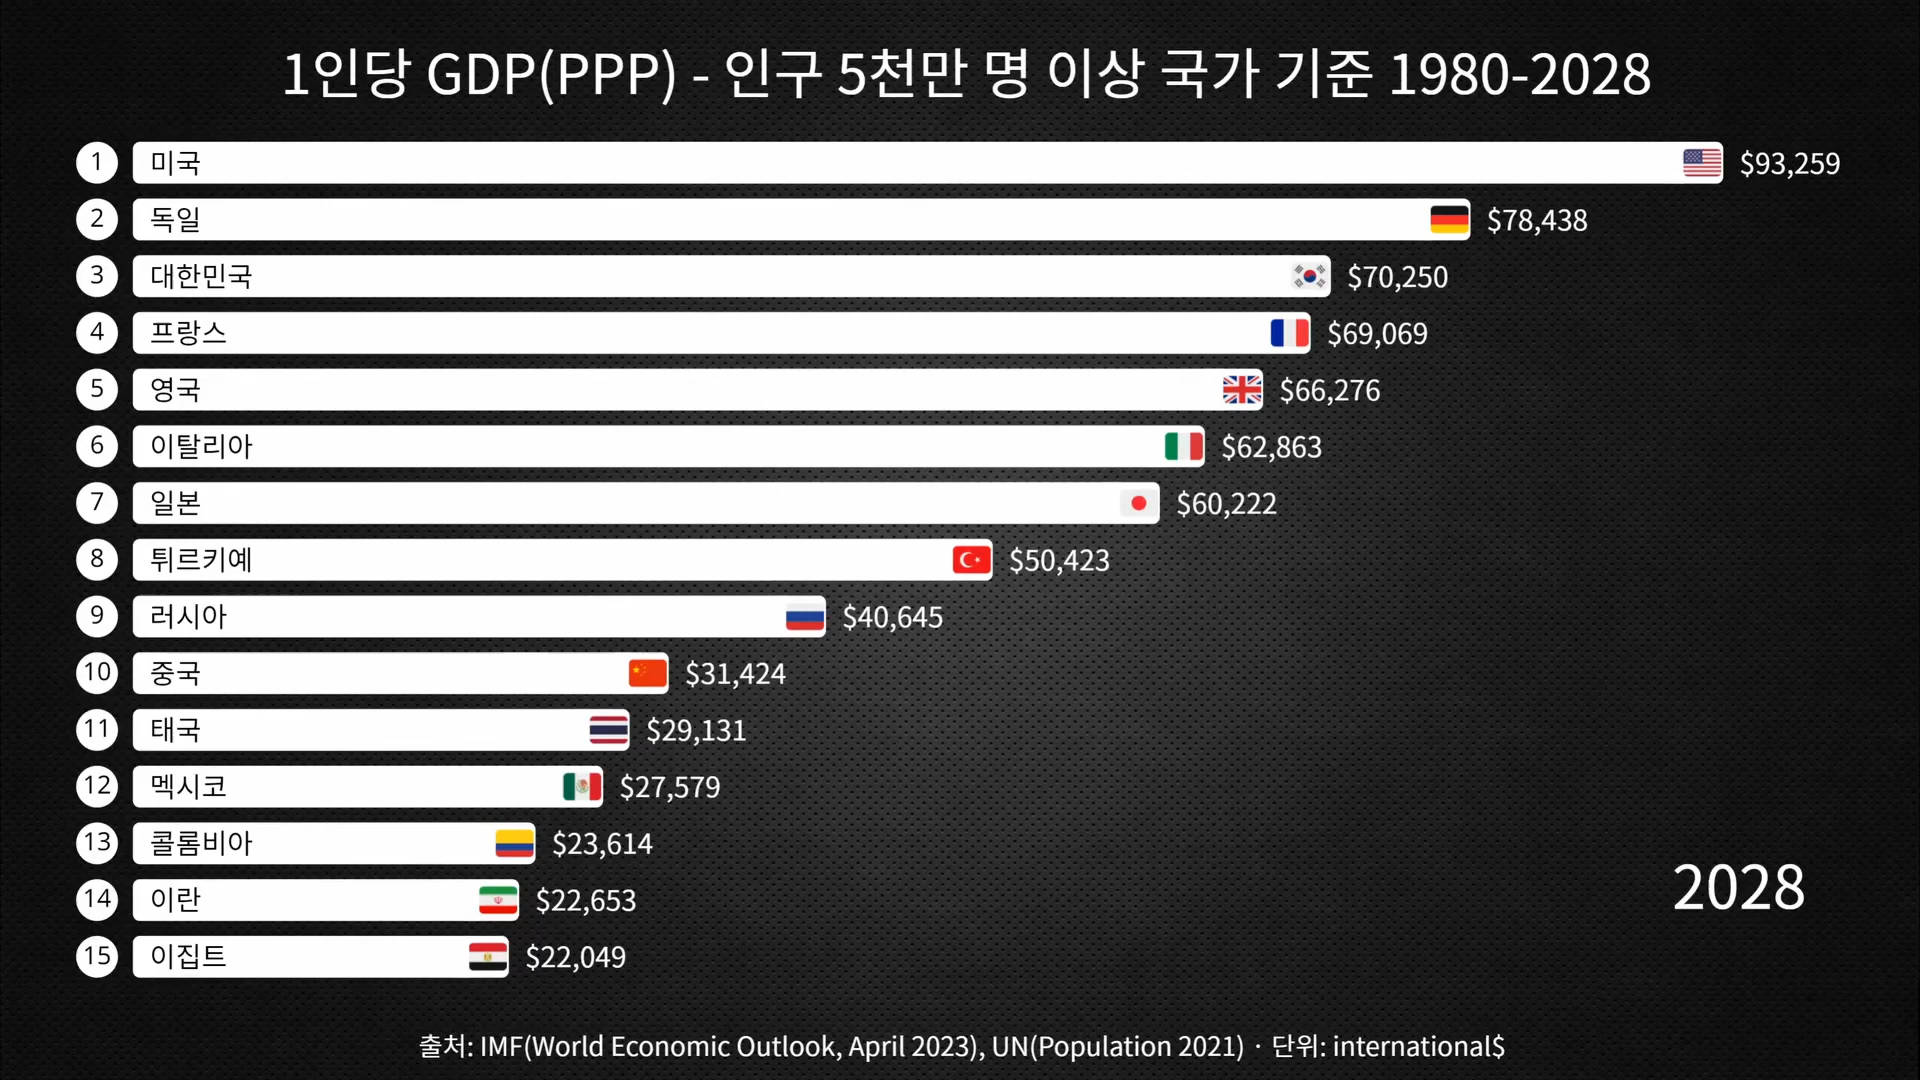 1인당 GDP(PPP) - 인구 5천만 명 이상 국가 기준 1980-2028
1 미국 $93,259
2 독일 $78,438
3 대한민국 $70,250
4 프랑스 $69,069
5 영국 $66,276
6 이탈리아 $62,863
7 일본 $60,222
8 튀르키예 $50,423
9 러시아 $40,645
10 중국 $31,424
11 태국 $29,131
12 멕시코 $27,579
13 콜롬비아 $23,614
14 이란 $22,653
15 이집트 $22,049
2028
출처: IMF(World Economic Outlook, April 2023), UN(Population 2021) · 단위: international$